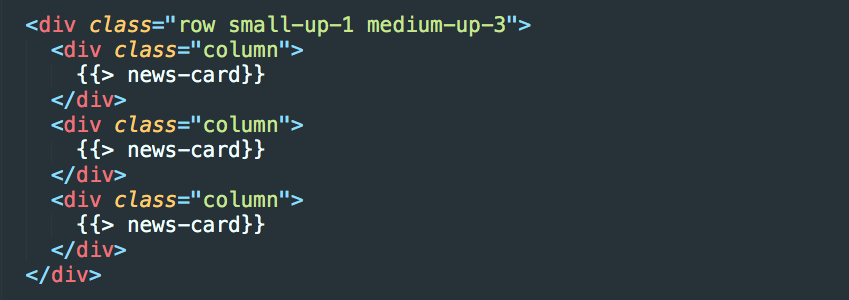 <div class="row small-up-1 medium-up-3">
  <div class="column">
    {{> news-card}}
  </div>
  <div class="column">
    {{> news-card}}
  </div>
  <div class="column">
    {{> news-card}}
  </div>
</div>